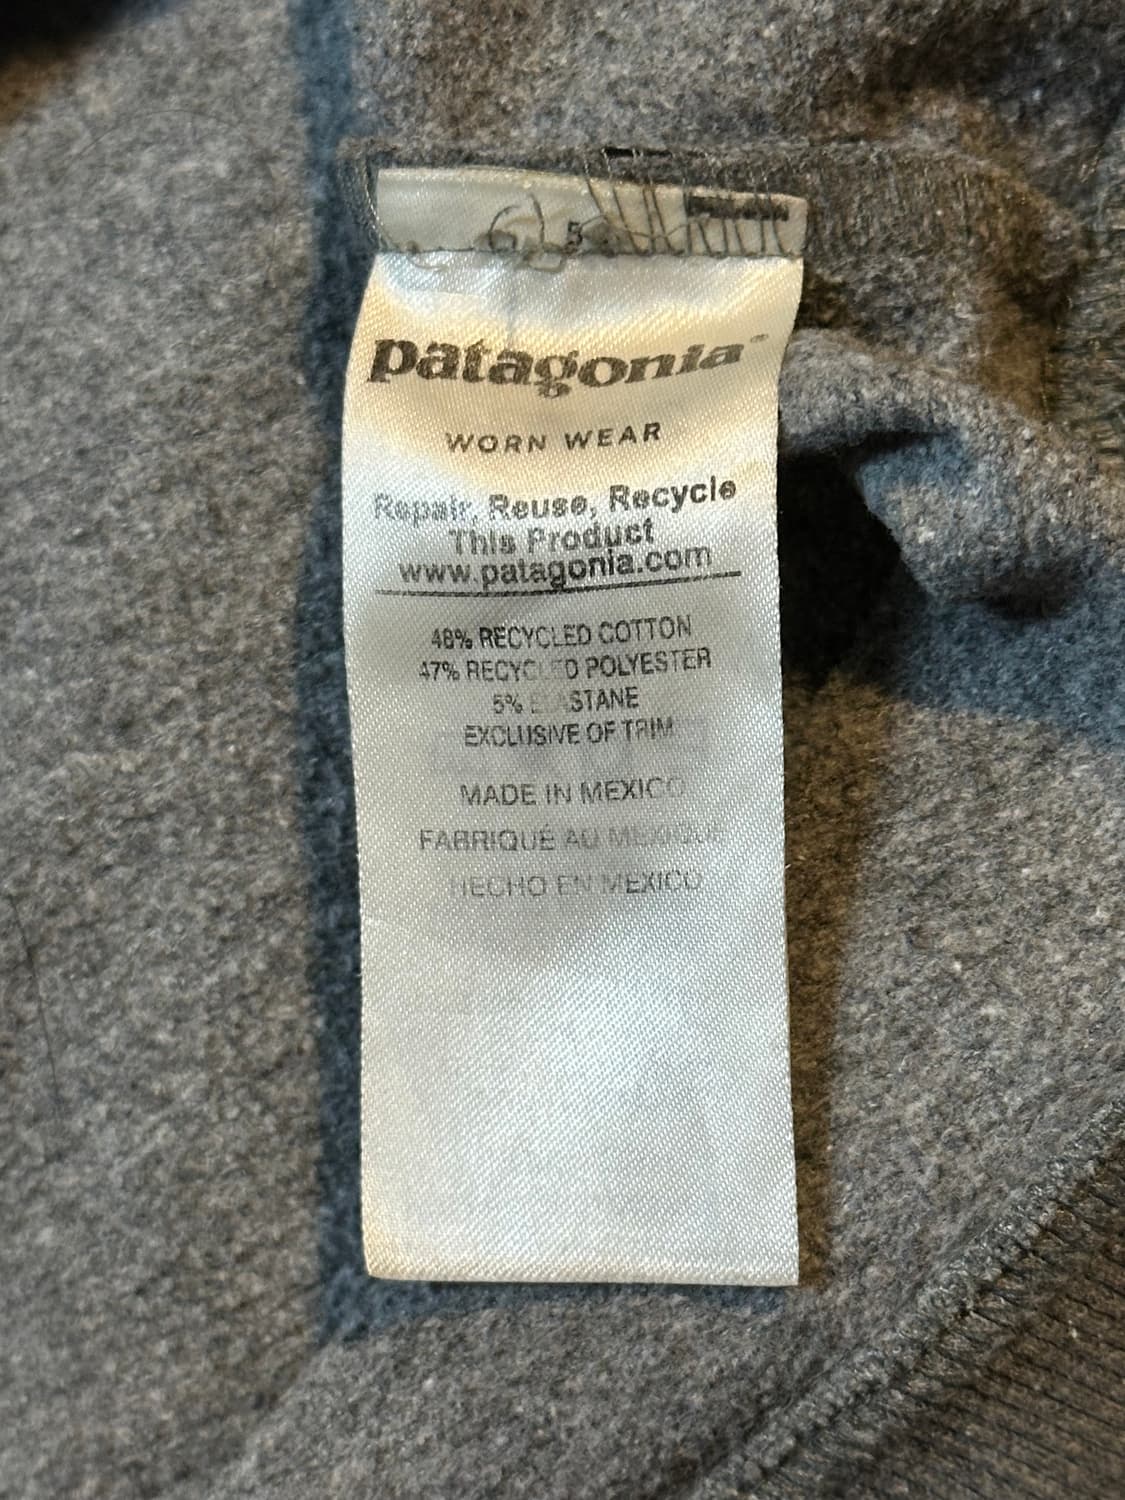 5
patagonia®
WORN WEAR
Repair, Reuse, Recycle
This Product
www.patagonia.com
48% RECYCLED COTTON
47% RECYCLED POLYESTER
5% ELASTANE
EXCLUSIVE OF TRIM
MADE IN MEXICO
FABRIQUÉ AU MEXIQUE
HECHO EN MEXICO